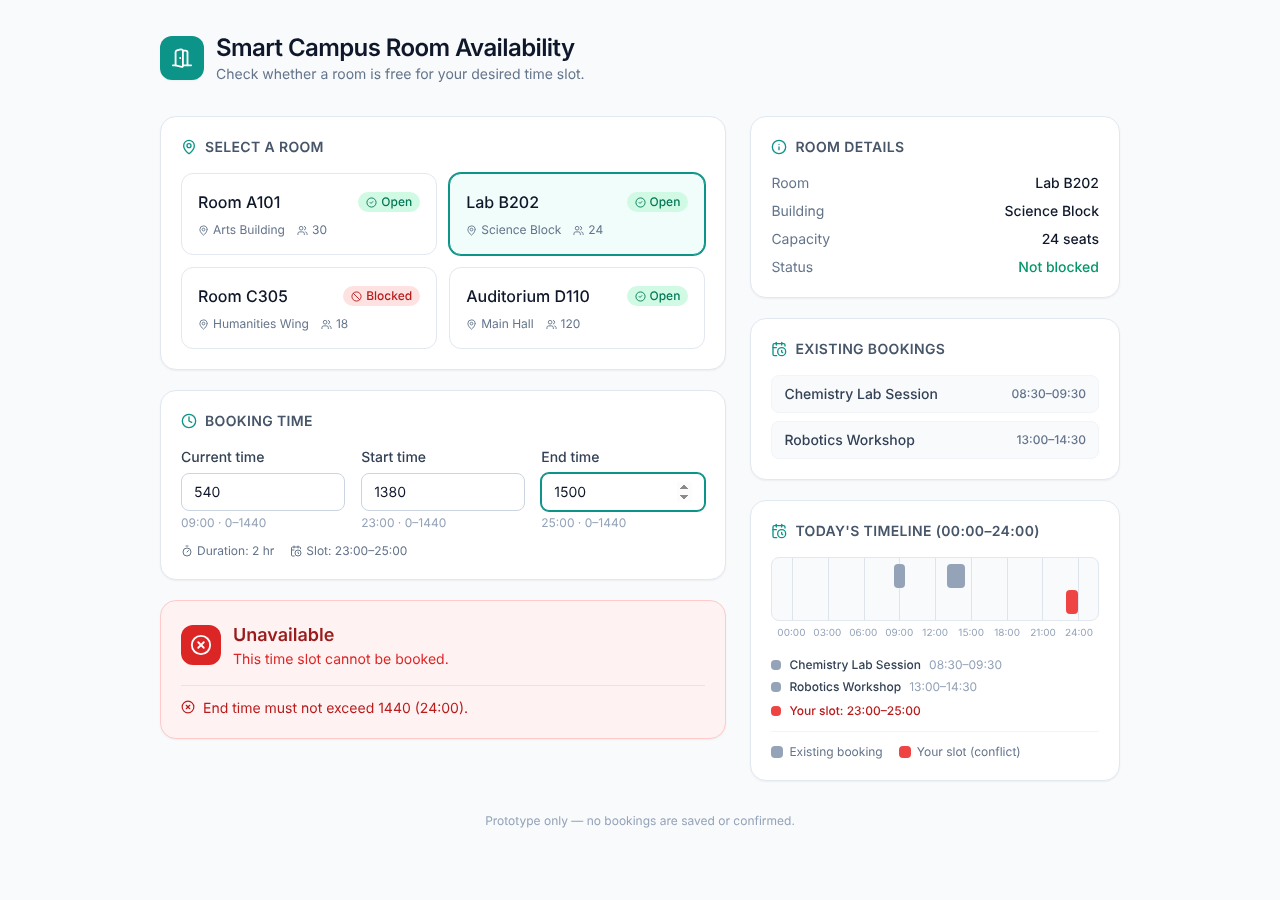 Smart Campus Room Availability
Check whether a room is free for your desired time slot.
SELECT A ROOM
Room A101
Open
Arts Building 30
Lab B202
Open
Science Block 24
Room C305
Blocked
Humanities Wing 18
Auditorium D110
Open
Main Hall 120
BOOKING TIME
Current time
540
09:00 · 0–1440
Start time
1380
23:00 · 0–1440
End time
1500
25:00 · 0–1440
Duration: 2 hr Slot: 23:00–25:00
Unavailable
This time slot cannot be booked.
End time must not exceed 1440 (24:00).
ROOM DETAILS
Room Lab B202
Building Science Block
Capacity 24 seats
Status Not blocked
EXISTING BOOKINGS
Chemistry Lab Session 08:30–09:30
Robotics Workshop 13:00–14:30
TODAY'S TIMELINE (00:00–24:00)
00:00 03:00 06:00 09:00 12:00 15:00 18:00 21:00 24:00
Chemistry Lab Session 08:30–09:30
Robotics Workshop 13:00–14:30
Your slot: 23:00–25:00
Existing booking Your slot (conflict)
Prototype only — no bookings are saved or confirmed.